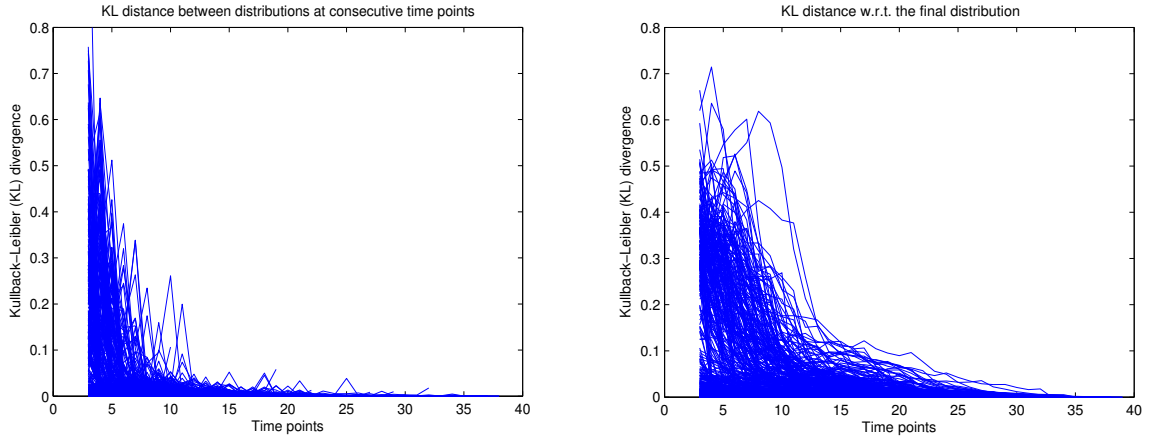 KL distance between distributions at consecutive time points
0.8
0.7
0.6
0.5
0.4
0.3
0.2
0.1
0
Kullback−Leibler (KL) divergence
0 5 10 15 20 25 30 35 40
Time points
KL distance w.r.t. the final distribution
0.8
0.7
0.6
0.5
0.4
0.3
0.2
0.1
0
Kullback−Leibler (KL) divergence
0 5 10 15 20 25 30 35 40
Time points